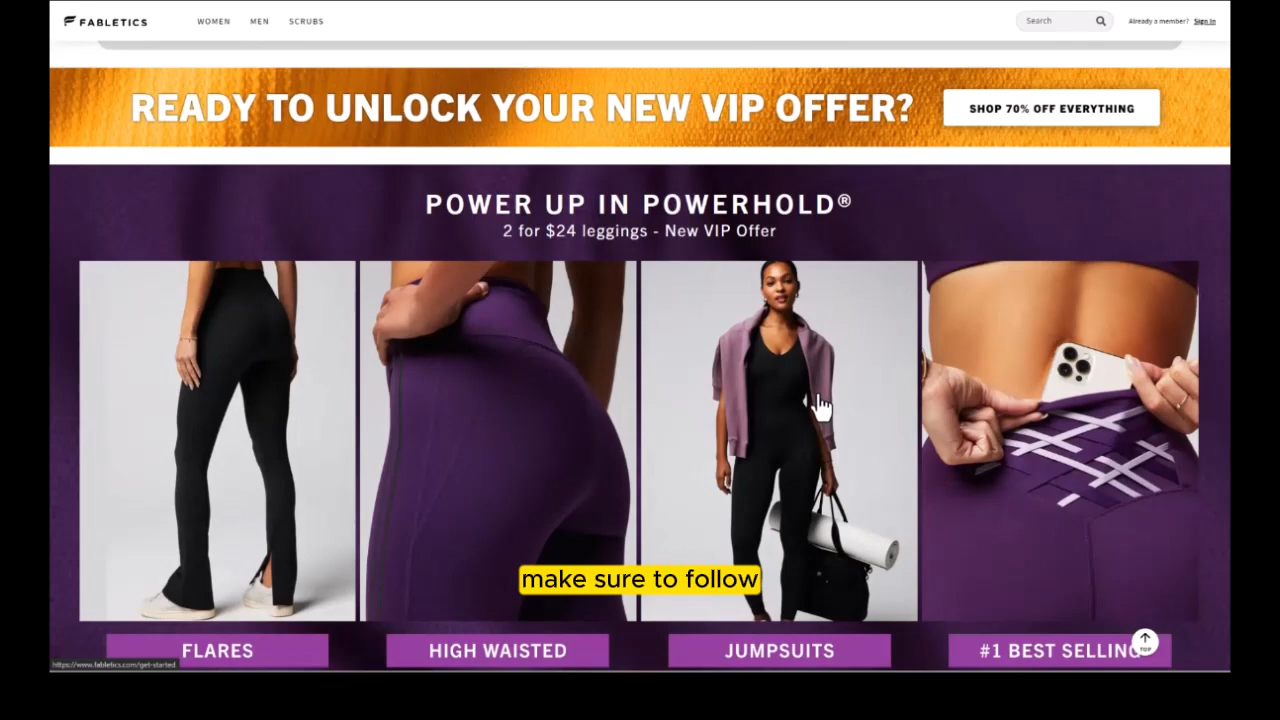 FABLETICS WOMEN MEN SCRUBS Search Already a member? Sign In
READY TO UNLOCK YOUR NEW VIP OFFER? SHOP 70% OFF EVERYTHING
POWER UP IN POWERHOLD®
2 for $24 leggings - New VIP Offer
make sure to follow
FLARES HIGH WAISTED JUMPSUITS #1 BEST SELLING
TOP
https://www.fabletics.com/get-started